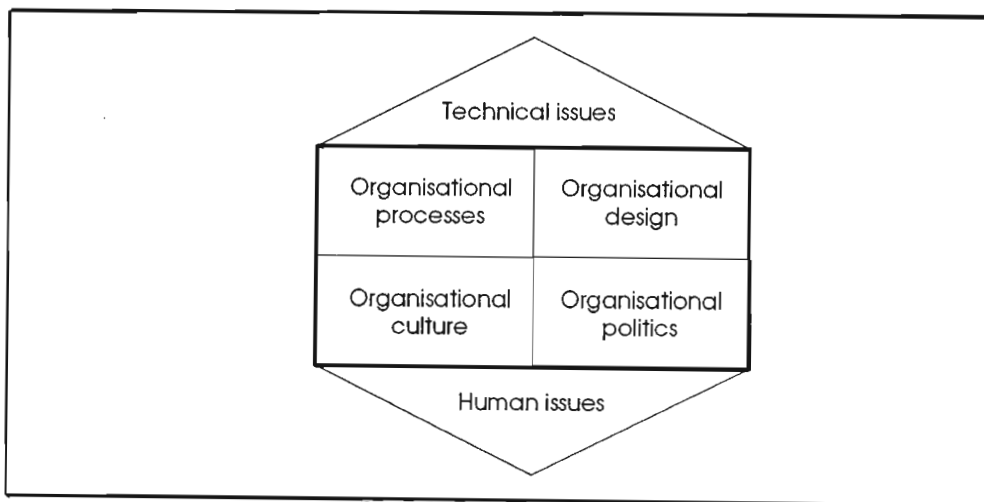 Technical issues
Organisational
processes
Organisational
design
Organisational
culture
Organisational
politics
Human issues